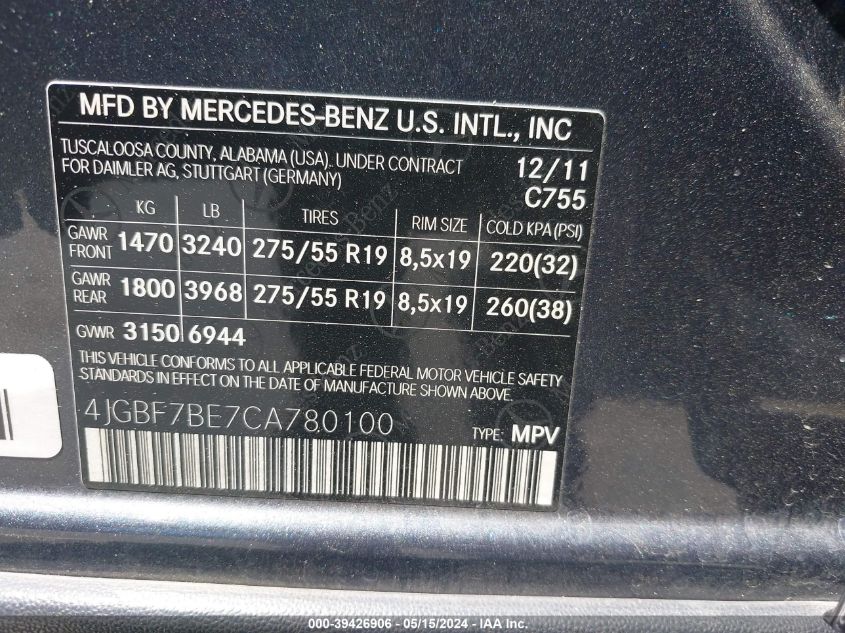 MFD BY MERCEDES-BENZ U.S. INTL., INC
TUSCALOOSA COUNTY, ALABAMA (USA). UNDER CONTRACT
FOR DAIMLER AG, STUTTGART (GERMANY)
12/11
C755
KG LB TIRES RIM SIZE COLD KPA (PSI)
GAWR FRONT 1470 3240 275/55 R19 8,5x19 220(32)
GAWR REAR 1800 3968 275/55 R19 8,5x19 260(38)
GVWR 3150 6944
THIS VEHICLE CONFORMS TO ALL APPLICABLE FEDERAL MOTOR VEHICLE SAFETY
STANDARDS IN EFFECT ON THE DATE OF MANUFACTURE SHOWN ABOVE.
4JGBF7BE7CA780100
TYPE: MPV
000-39426906 - 05/15/2024 - IAA Inc.